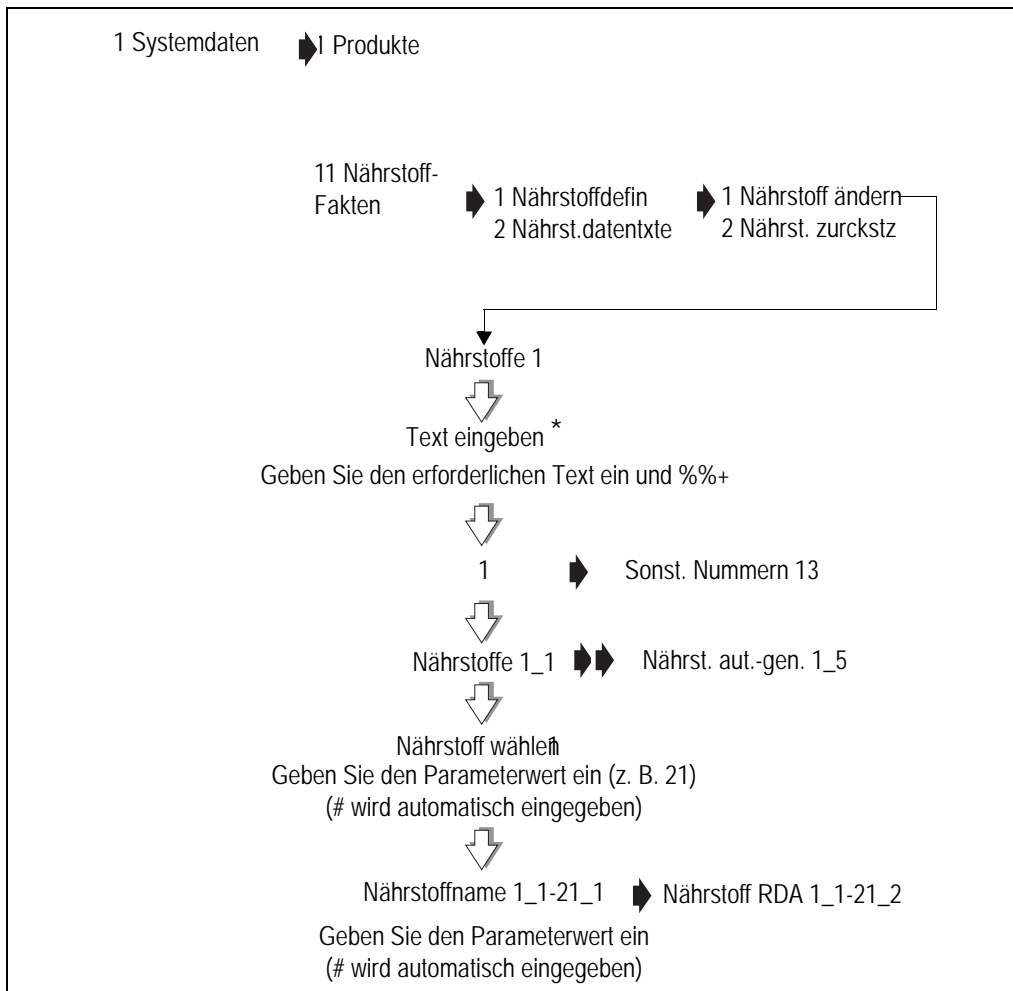 1 Systemdaten 1 Produkte
11 Nährstoff-
Fakten
1 Nährstoffdefin
2 Nährst.datentxte
1 Nährstoff ändern
2 Nährst. zurckstz
Nährstoffe 1
Text eingeben *
Geben Sie den erforderlichen Text ein und %%+
1 Sonst. Nummern 13
Nährstoffe 1_1 Nährst. aut.-gen. 1_5
Nährstoff wählen1
Geben Sie den Parameterwert ein (z. B. 21)
(# wird automatisch eingegeben)
Nährstoffname 1_1-21_1 Nährstoff RDA 1_1-21_2
Geben Sie den Parameterwert ein
(# wird automatisch eingegeben)